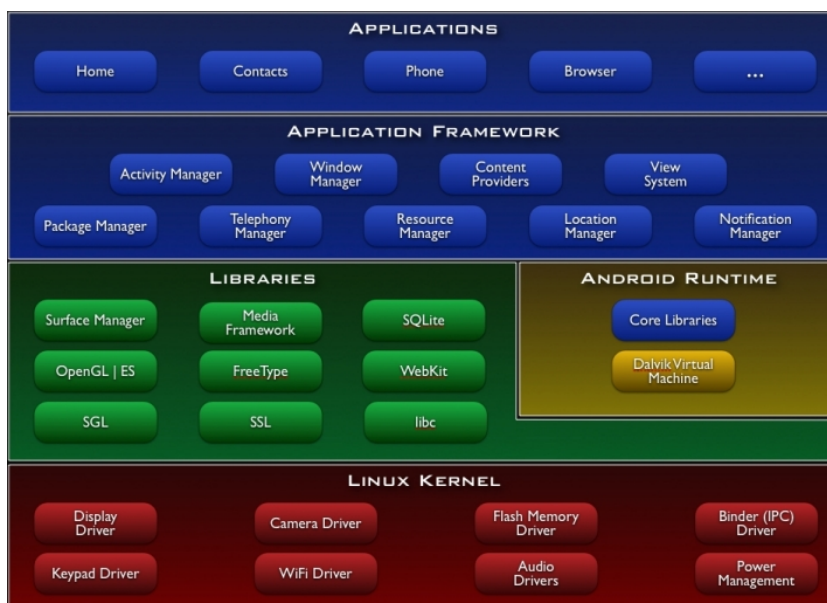 APPLICATIONS
Home
Contacts
Phone
Browser
...
APPLICATION FRAMEWORK
Activity Manager
Window
Manager
Content
Providers
View
System
Package Manager
Telephony
Manager
Resource
Manager
Location
Manager
Notification
Manager
LIBRARIES
Surface Manager
Media
Framework
SQLite
OpenGL | ES
FreeType
WebKit
SGL
SSL
libc
ANDROID RUNTIME
Core Libraries
Dalvik Virtual
Machine
LINUX KERNEL
Display
Driver
Camera Driver
Flash Memory
Driver
Binder (IPC)
Driver
Keypad Driver
WiFi Driver
Audio
Drivers
Power
Management